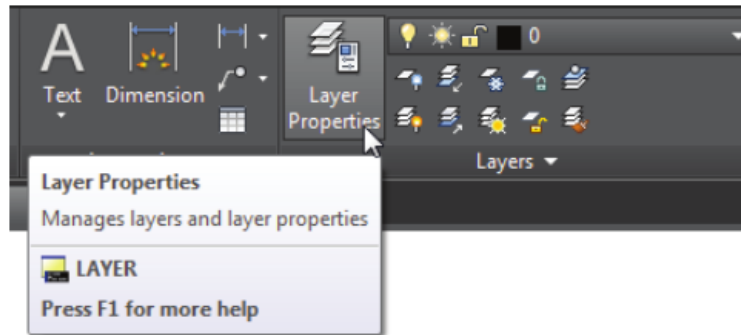 Text
Dimension
Layer
Properties
0
Layers
Layer Properties
Manages layers and layer properties
LAYER
Press F1 for more help